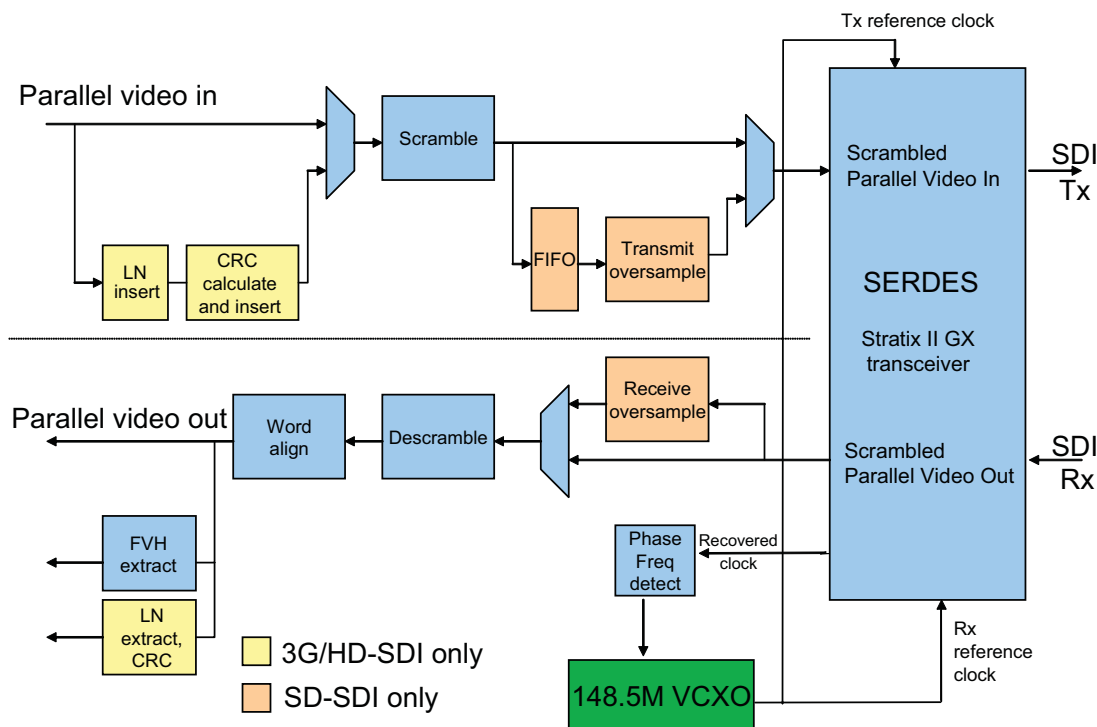 Tx reference clock
Parallel video in
Scramble
Scrambled
Parallel Video In
SDI
Tx
LN
insert
CRC
calculate
and insert
FIFO
Transmit
oversample
SERDES
Stratix II GX
transceiver
Parallel video out
Word
align
Descramble
Receive
oversample
Scrambled
Parallel Video Out
SDI
Rx
FVH
extract
LN
extract,
CRC
Phase
Freq
detect
Recovered
clock
Rx
reference
clock
3G/HD-SDI only
SD-SDI only
148.5M VCXO